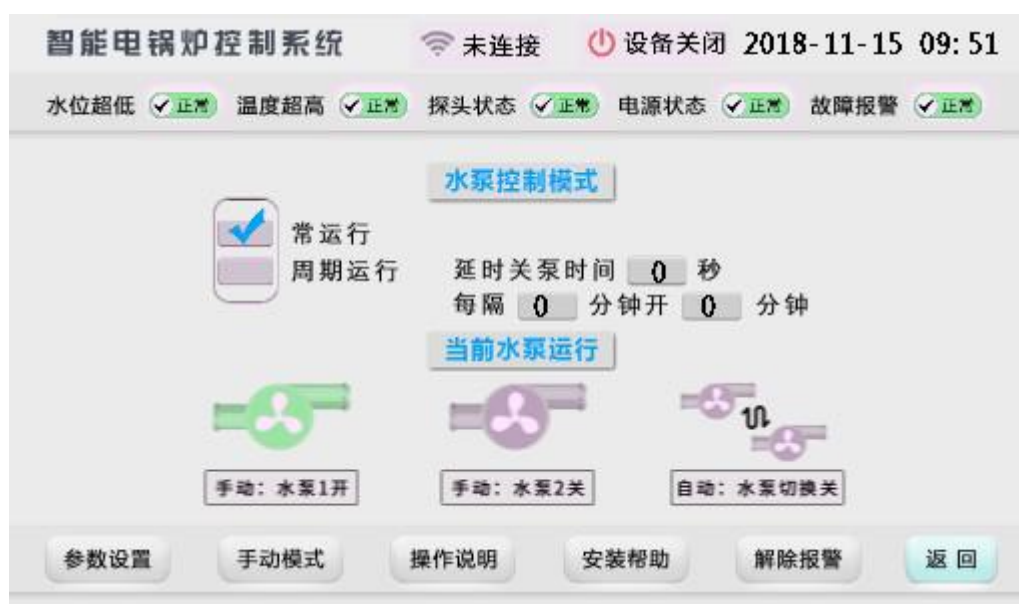 智能电锅炉控制系统 未连接 设备关闭 2018-11-15 09:51
水位超低 正常 温度超高 正常 探头状态 正常 电源状态 正常 故障报警 正常
水泵控制模式
常运行
周期运行 延时关泵时间 0 秒
每隔 0 分钟开 0 分钟
当前水泵运行
手动：水泵1开 手动：水泵2关 自动：水泵切换关
参数设置 手动模式 操作说明 安装帮助 解除报警 返回